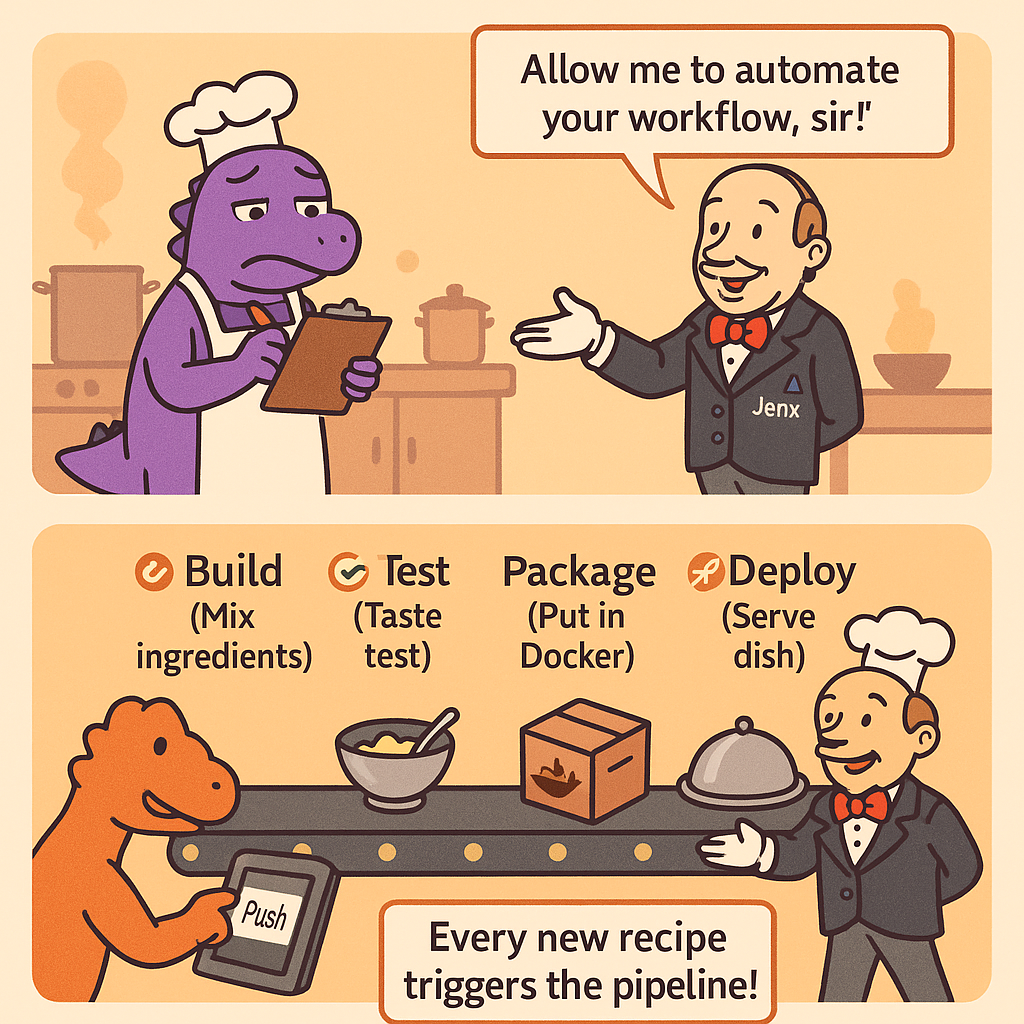 Allow me to automate
your workflow, sir!"
Jenx
Build
(Mix
ingredients)
Test
(Taste
test)
Package
(Put in
Docker)
Deploy
(Serve
dish)
Push
Every new recipe
triggers the pipeline!